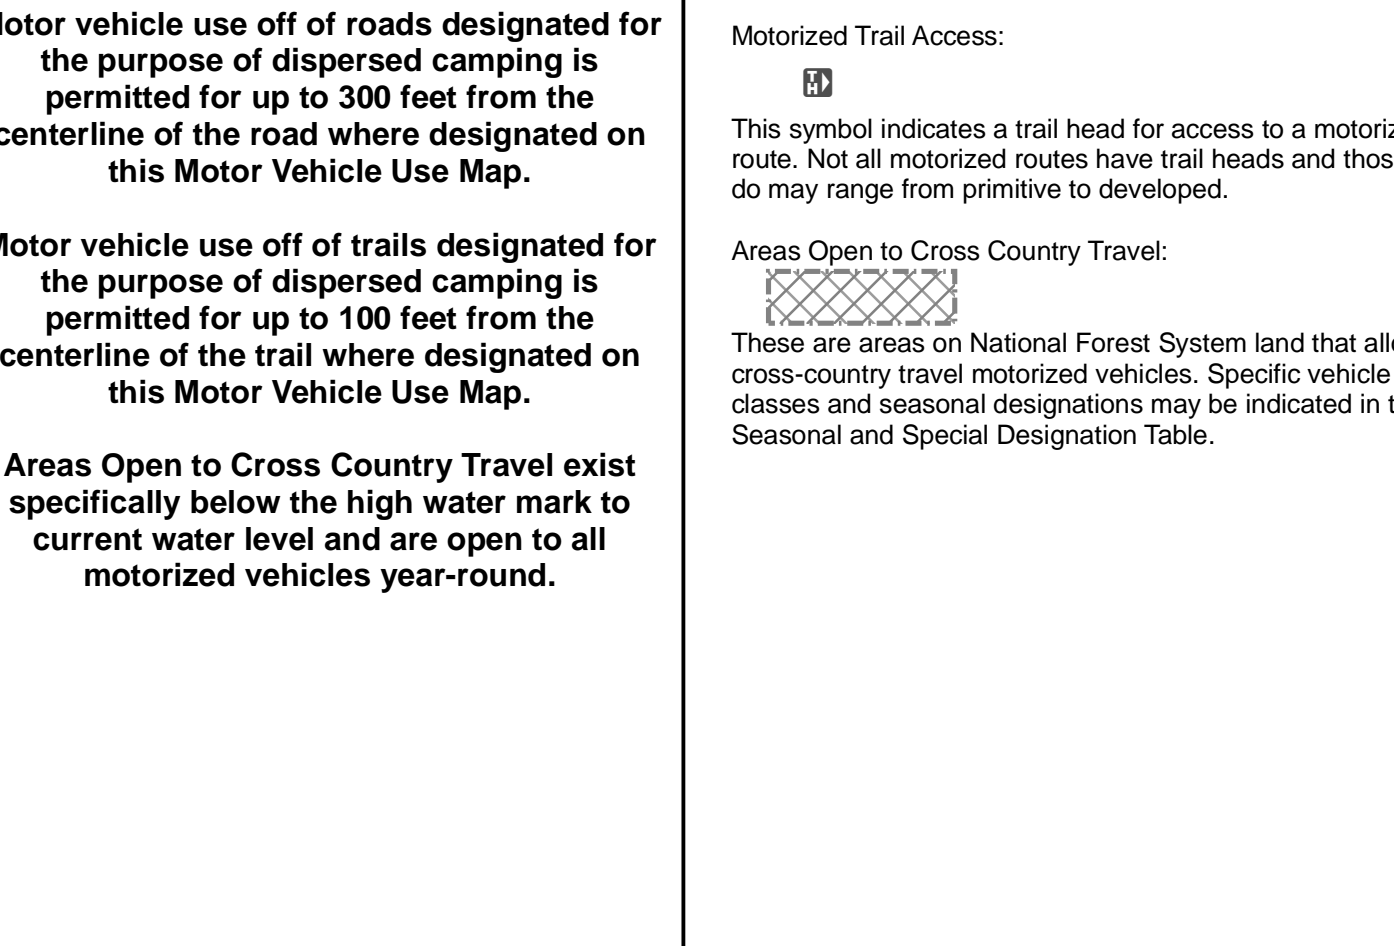 otor vehicle use off of roads designated for
the purpose of dispersed camping is
permitted for up to 300 feet from the
centerline of the road where designated on
this Motor Vehicle Use Map.
Motor vehicle use off of trails designated for
the purpose of dispersed camping is
permitted for up to 100 feet from the
centerline of the trail where designated on
this Motor Vehicle Use Map.
Areas Open to Cross Country Travel exist
specifically below the high water mark to
current water level and are open to all
motorized vehicles year-round.
Motorized Trail Access:
TH
This symbol indicates a trail head for access to a motoriz
route. Not all motorized routes have trail heads and thos
do may range from primitive to developed.
Areas Open to Cross Country Travel:
These are areas on National Forest System land that all
cross-country travel motorized vehicles. Specific vehicle
classes and seasonal designations may be indicated in t
Seasonal and Special Designation Table.